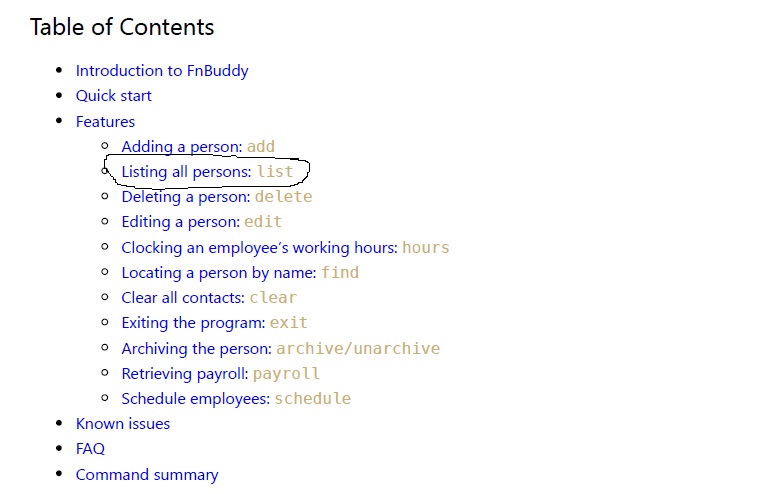 Table of Contents
Introduction to FnBuddy
Quick start
Features
Adding a person: add
Listing all persons: list
Deleting a person: delete
Editing a person: edit
Clocking an employee’s working hours: hours
Locating a person by name: find
Clear all contacts: clear
Exiting the program: exit
Archiving the person: archive/unarchive
Retrieving payroll: payroll
Schedule employees: schedule
Known issues
FAQ
Command summary